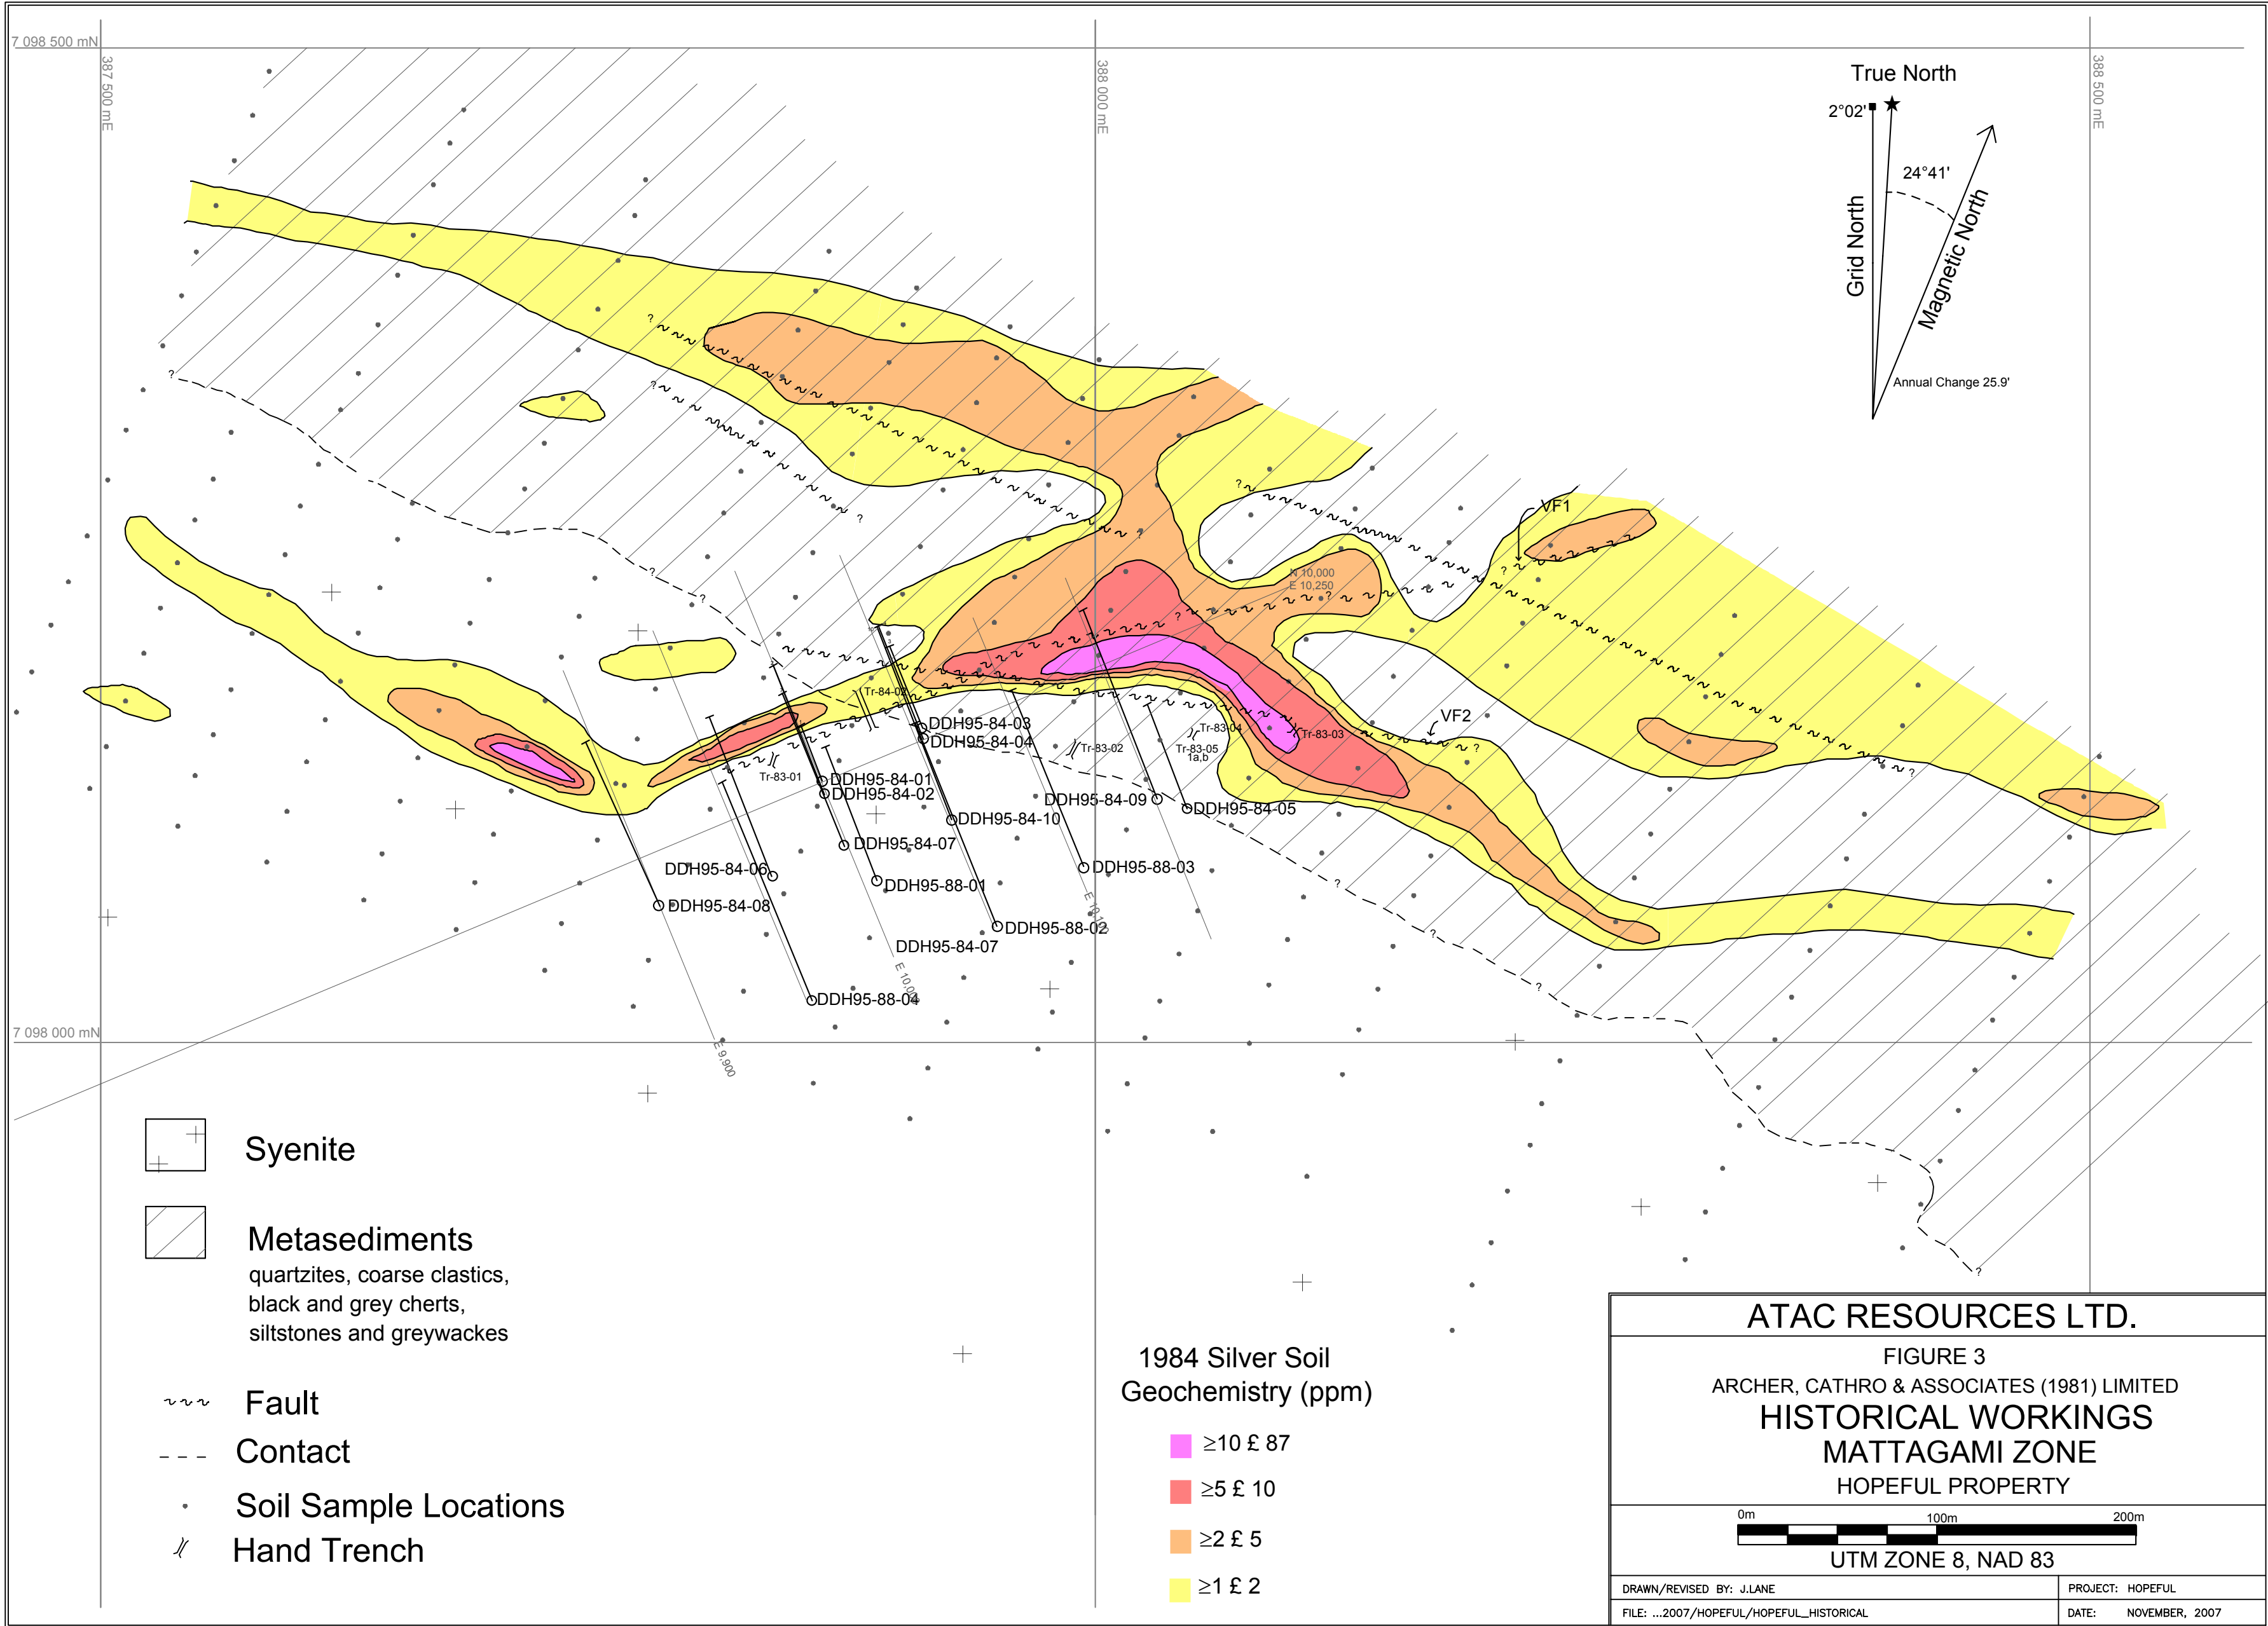 7 098 500 mN
387 500 mE
388 000 mE
388 500 mE
True North
2°02'
24°41'
Grid North
Magnetic North
Annual Change 25.9'
?
?
?
?
?
?
VF1
?
N 10,000
E 10,250
?
?
?
?
?
Tr-84-02
DDH95-84-03
DDH95-84-04
Tr-83-04
Tr-83-03
VF2
?
Tr-83-02
Tr-83-05
1a,b
?
Tr-83-01
DDH95-84-01
DDH95-84-02
DDH95-84-09
DDH95-84-05
DDH95-84-10
DDH95-84-07
DDH95-84-06
DDH95-88-03
DDH95-88-01
?
DDH95-84-08
DDH95-88-02
?
DDH95-84-07
?
DDH95-88-04
E 10,000
7 098 000 mN
E 9,900
?
Syenite
Metasediments
quartzites, coarse clastics,
black and grey cherts,
siltstones and greywackes
Fault
Contact
Soil Sample Locations
Hand Trench
1984 Silver Soil
Geochemistry (ppm)
≥10 £ 87
≥5 £ 10
≥2 £ 5
≥1 £ 2
ATAC RESOURCES LTD.
FIGURE 3
ARCHER, CATHRO & ASSOCIATES (1981) LIMITED
HISTORICAL WORKINGS
MATTAGAMI ZONE
HOPEFUL PROPERTY
0m 100m 200m
UTM ZONE 8, NAD 83
DRAWN/REVISED BY: J.LANE
PROJECT: HOPEFUL
FILE: ...2007/HOPEFUL/HOPEFUL_HISTORICAL
DATE: NOVEMBER, 2007